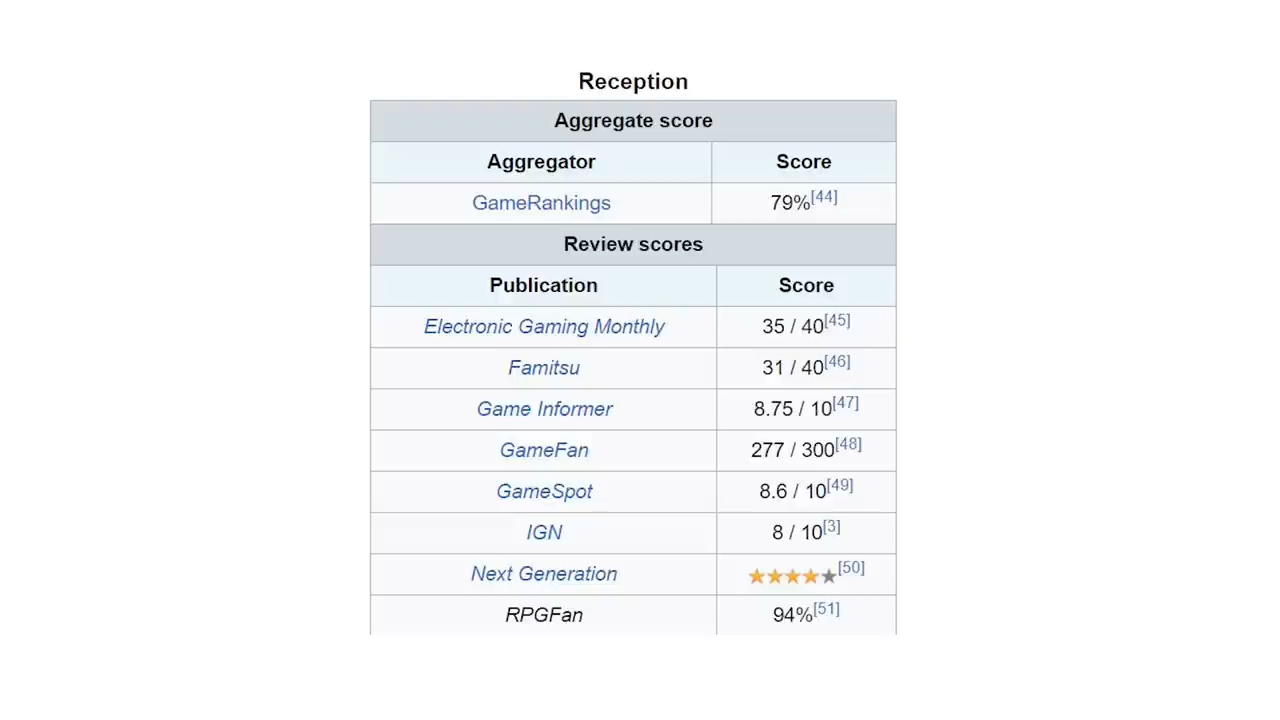 Reception
Aggregate score
Aggregator Score
GameRankings 79%[44]
Review scores
Publication Score
Electronic Gaming Monthly 35 / 40[45]
Famitsu 31 / 40[46]
Game Informer 8.75 / 10[47]
GameFan 277 / 300[48]
GameSpot 8.6 / 10[49]
IGN 8 / 10[3]
Next Generation [50]
RPGFan 94%[51]